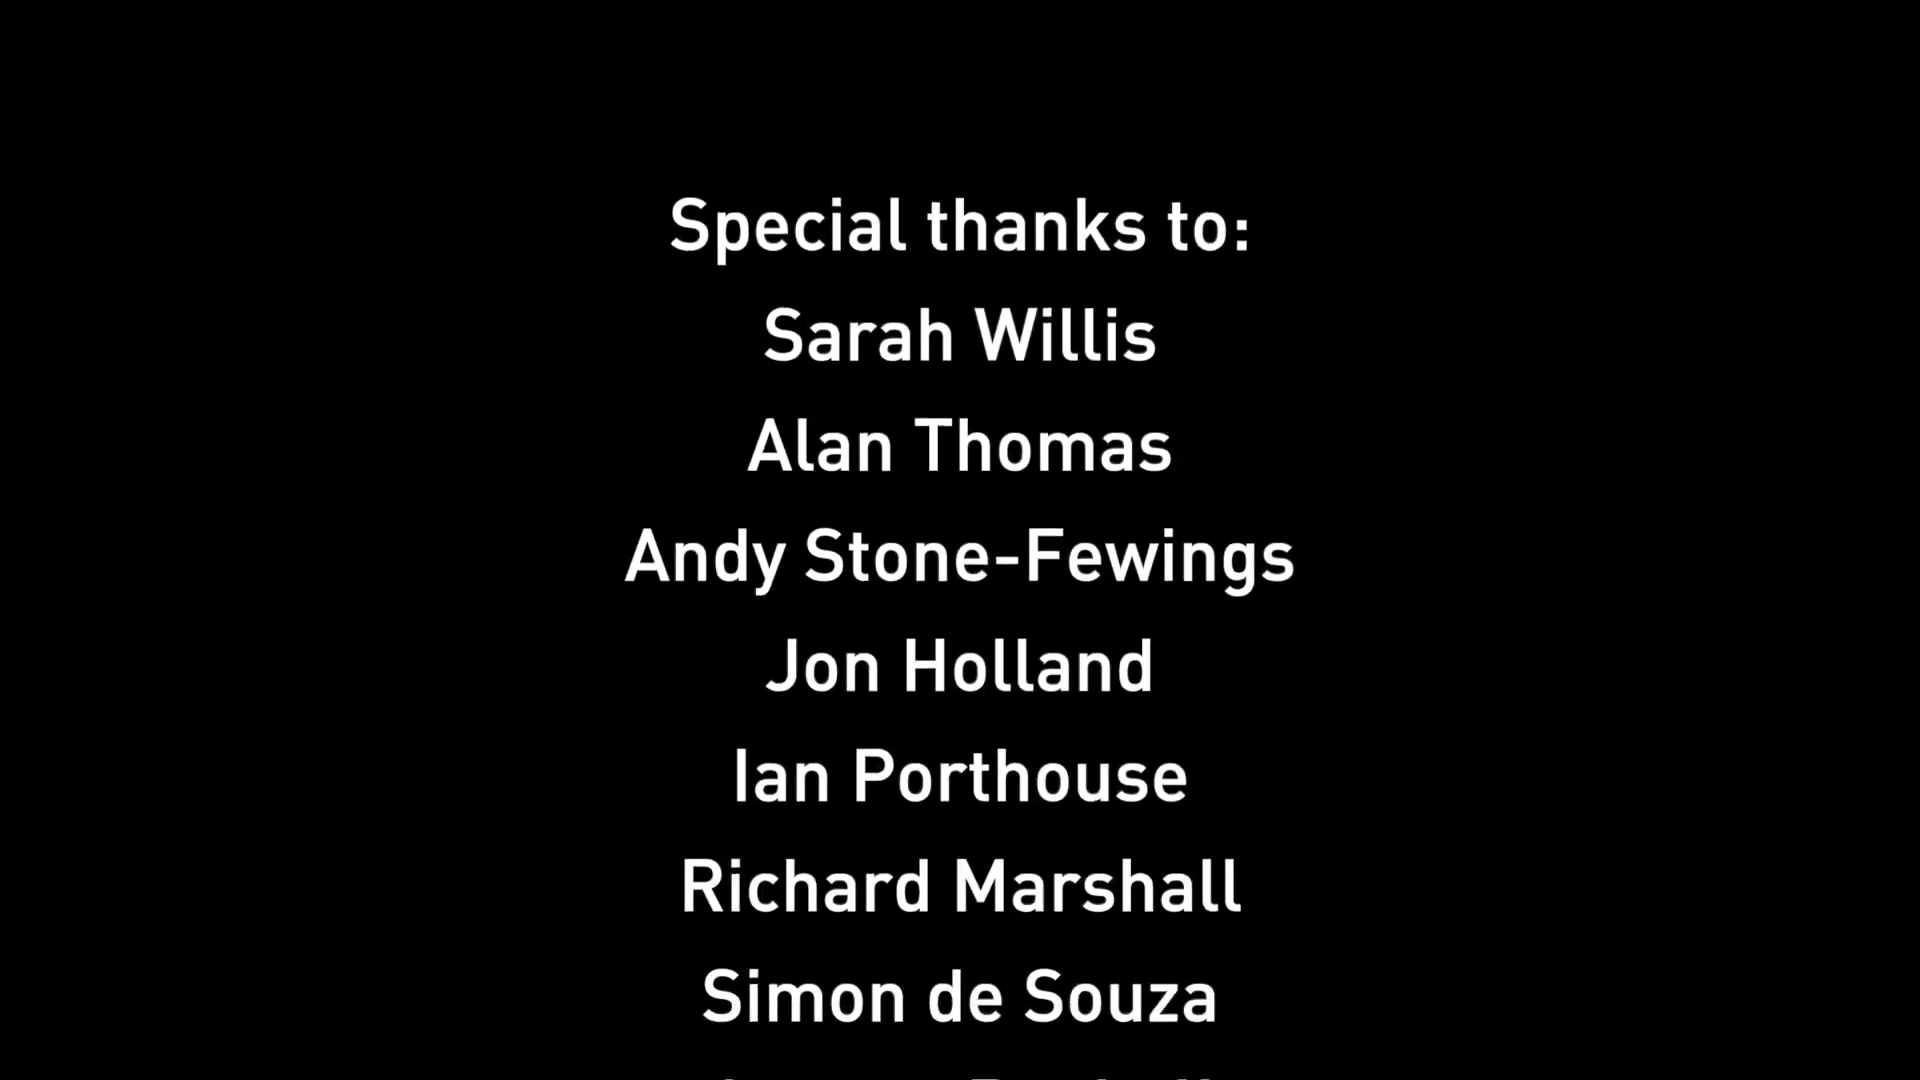 Special thanks to:
Sarah Willis
Alan Thomas
Andy Stone-Fewings
Jon Holland
Ian Porthouse
Richard Marshall
Simon de Souza